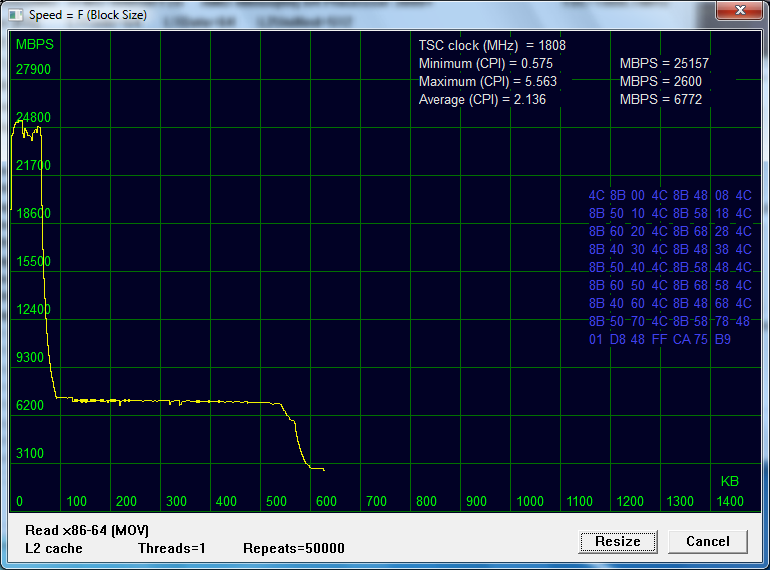 Speed = F (Block Size)
MBPS
TSC clock (MHz) = 1808
Minimum (CPI) = 0.575 MBPS = 25157
Maximum (CPI) = 5.563 MBPS = 2600
Average (CPI) = 2.136 MBPS = 6772
27900
24800
21700
18600
15500
12400
9300
6200
3100
4C 8B 00 4C 8B 48 08 4C
8B 50 10 4C 8B 58 18 4C
8B 60 20 4C 8B 68 28 4C
8B 40 30 4C 8B 48 38 4C
8B 50 40 4C 8B 58 48 4C
8B 60 50 4C 8B 68 58 4C
8B 40 60 4C 8B 48 68 4C
8B 50 70 4C 8B 58 78 48
01 D8 48 FF CA 75 B9
KB
0 100 200 300 400 500 600 700 800 900 1000 1100 1200 1300 1400
Read x86-64 (MOV)
L2 cache Threads=1 Repeats=50000
Resize Cancel